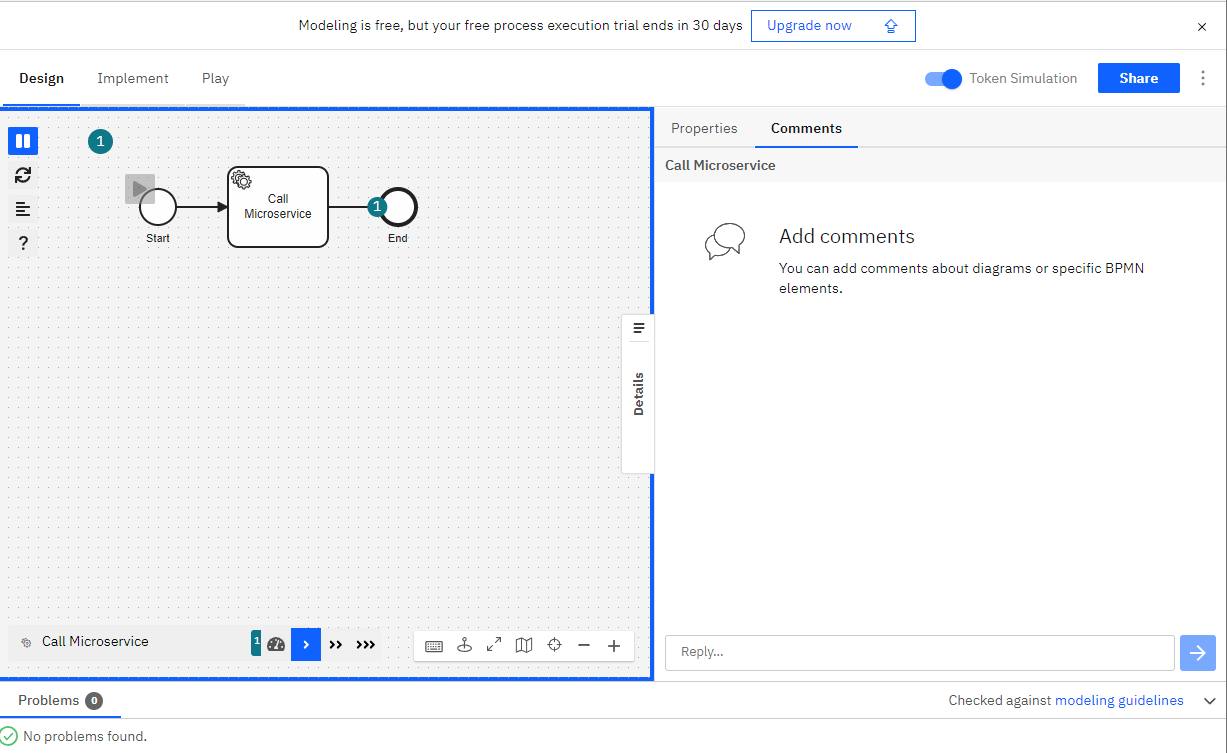 Modeling is free, but your free process execution trial ends in 30 days
Upgrade now
Design
Implement
Play
Token Simulation
Share
1
Start
Call
Microservice
1
End
?
Details
Properties
Comments
Call Microservice
Add comments
You can add comments about diagrams or specific BPMN
elements.
Call Microservice
1
Reply...
Problems 0
Checked against modeling guidelines
No problems found.